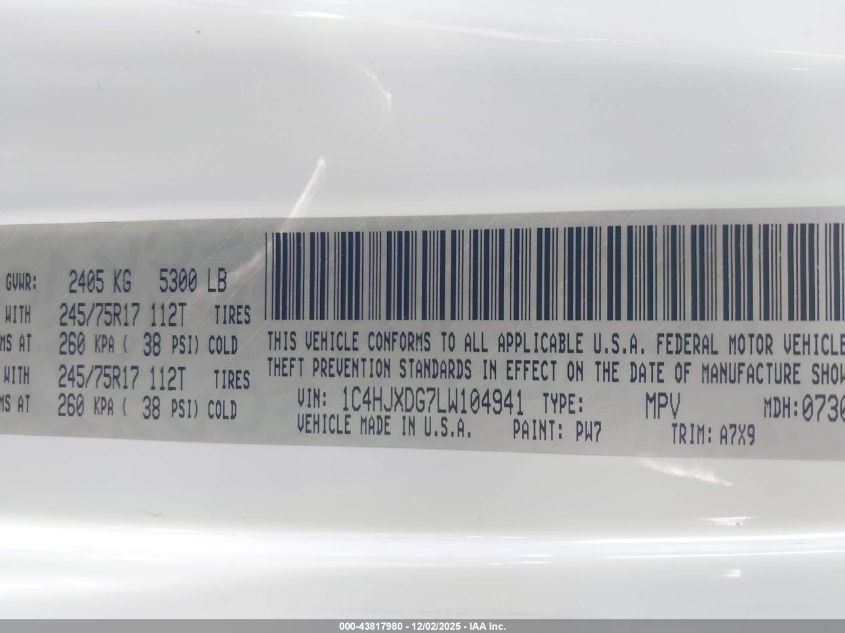 GVWR: 2405 KG 5300 LB
WITH 245/75R17 112T TIRES
MS AT 260 KPA ( 38 PSI) COLD
WITH 245/75R17 112T TIRES
MS AT 260 KPA ( 38 PSI) COLD
THIS VEHICLE CONFORMS TO ALL APPLICABLE U.S.A. FEDERAL MOTOR VEHICLE
THEFT PREVENTION STANDARDS IN EFFECT ON THE DATE OF MANUFACTURE SHOW
VIN: 1C4HJXDG7LW104941 TYPE: MPV MDH: 0730
VEHICLE MADE IN U.S.A. PAINT: PW7 TRIM: A7X9
000-43817980 - 12/02/2025 - IAA Inc.